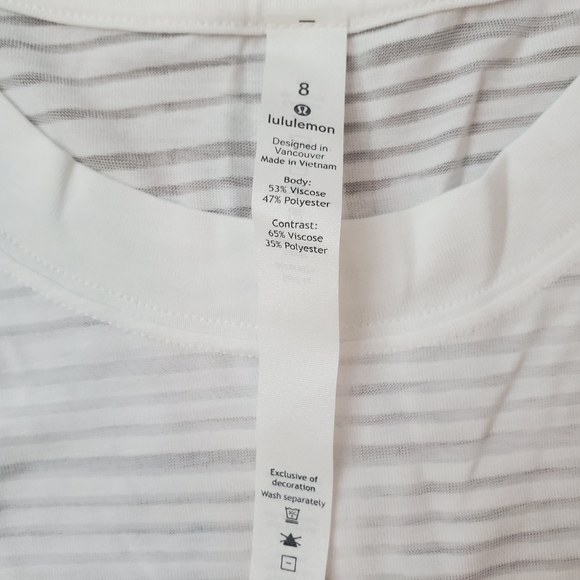 8
lululemon
Designed in
Vancouver
Made in Vietnam
Body:
53% Viscose
47% Polyester
Contrast:
65% Viscose
35% Polyester
Exclusive of
decoration
Wash separately